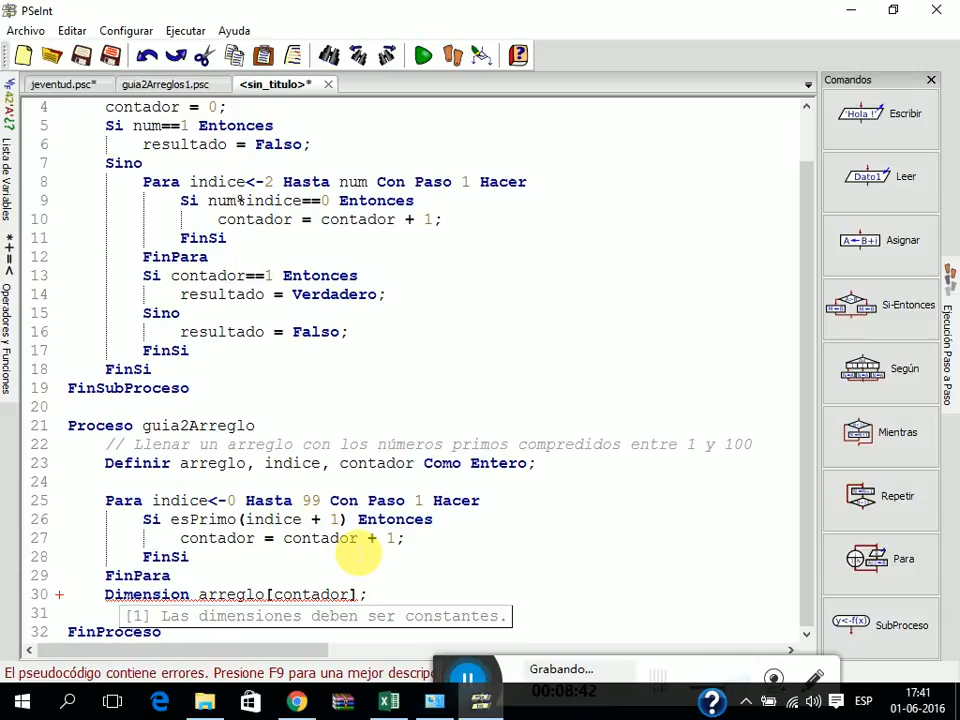 PSeInt
Archivo Editar Configurar Ejecutar Ayuda
jeventud.psc* guia2Arreglos1.psc <sin_titulo>*
Comandos
4 contador = 0;
5 Si num==1 Entonces
6 resultado = Falso;
7 Sino
8 Para indice<-2 Hasta num Con Paso 1 Hacer
9 Si num%indice==0 Entonces
10 contador = contador + 1;
11 FinSi
12 FinPara
13 Si contador==1 Entonces
14 resultado = Verdadero;
15 Sino
16 resultado = Falso;
17 FinSi
18 FinSi
19 FinSubProceso
20
21 Proceso guia2Arreglo
22 // Llenar un arreglo con los números primos compredidos entre 1 y 100
23 Definir arreglo, indice, contador Como Entero;
24
25 Para indice<-0 Hasta 99 Con Paso 1 Hacer
26 Si esPrimo(indice + 1) Entonces
27 contador = contador + 1;
28 FinSi
29 FinPara
30 + Dimension arreglo[contador];
31 [1] Las dimensiones deben ser constantes.
32 FinProceso
Lista de Variables
Operadores y Funciones
'Hola !' Escribir
Dato1 Leer
A←B+i Asignar
Si-Entonces
Según
Mientras
Repetir
Para
y<-f(x) SubProceso
Ejecución Paso a Paso
El pseudocódigo contiene errores. Presione F9 para una mejor descripc
Grabando...
00:08:42
ESP
17:41
01-06-2016